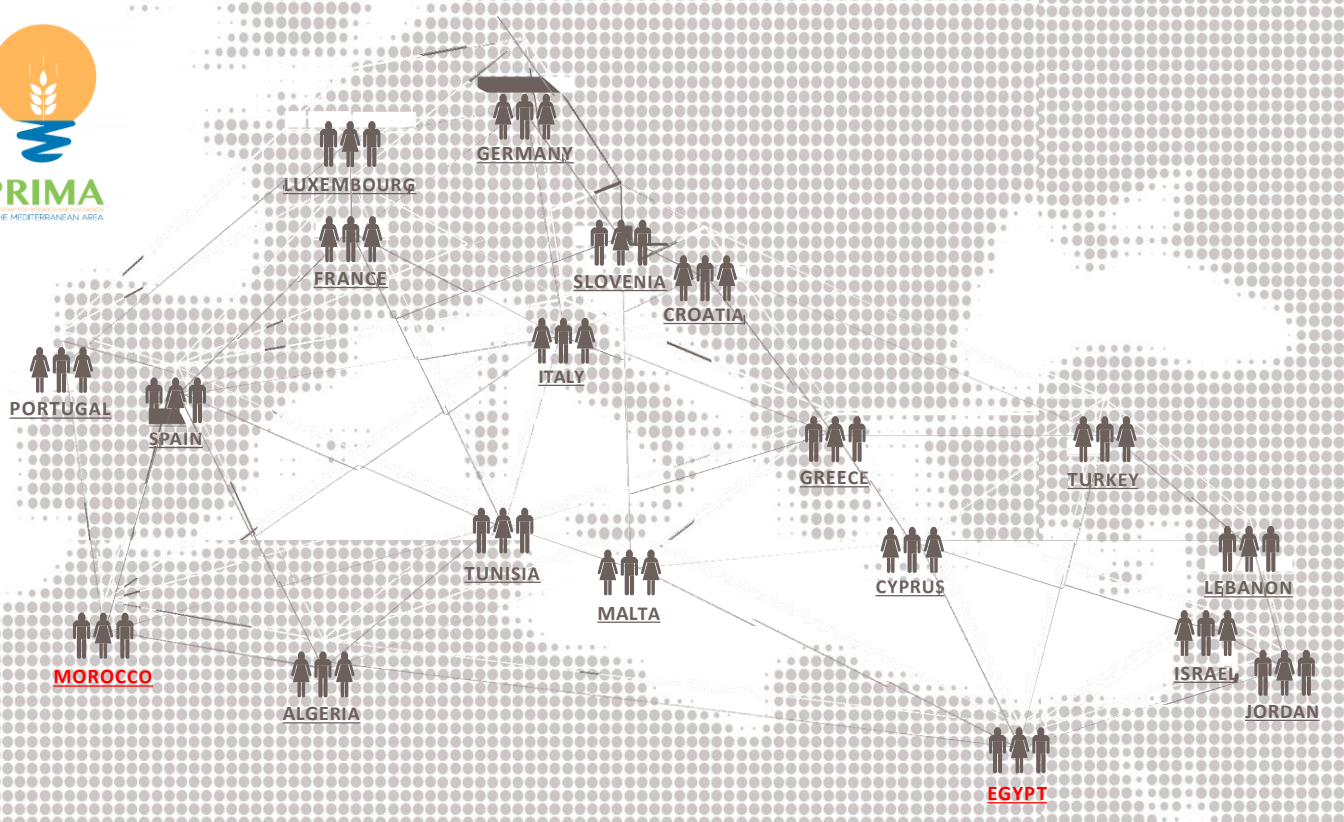 GERMANY
LUXEMBOURG
PRIMA
THE MEDITERRANEAN AREA
FRANCE
SLOVENIA
CROATIA
ITALY
PORTUGAL
SPAIN
GREECE
TURKEY
TUNISIA
CYPRUS
LEBANON
MALTA
MOROCCO
ISRAEL
ALGERIA
JORDAN
EGYPT